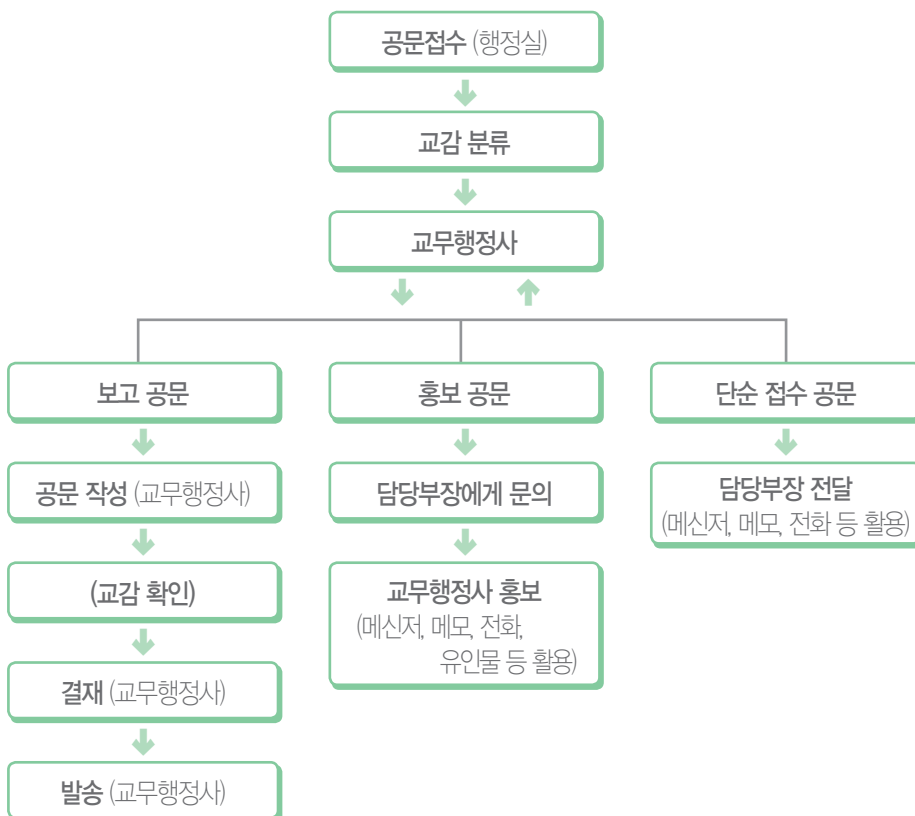 공문접수 (행정실)
교감 분류
교무행정사
보고 공문
공문 작성 (교무행정사)
(교감 확인)
결재 (교무행정사)
발송 (교무행정사)
홍보 공문
담당부장에게 문의
교무행정사 홍보
(메신저, 메모, 전화,
유인물 등 활용)
단순 접수 공문
담당부장 전달
(메신저, 메모, 전화 등 활용)